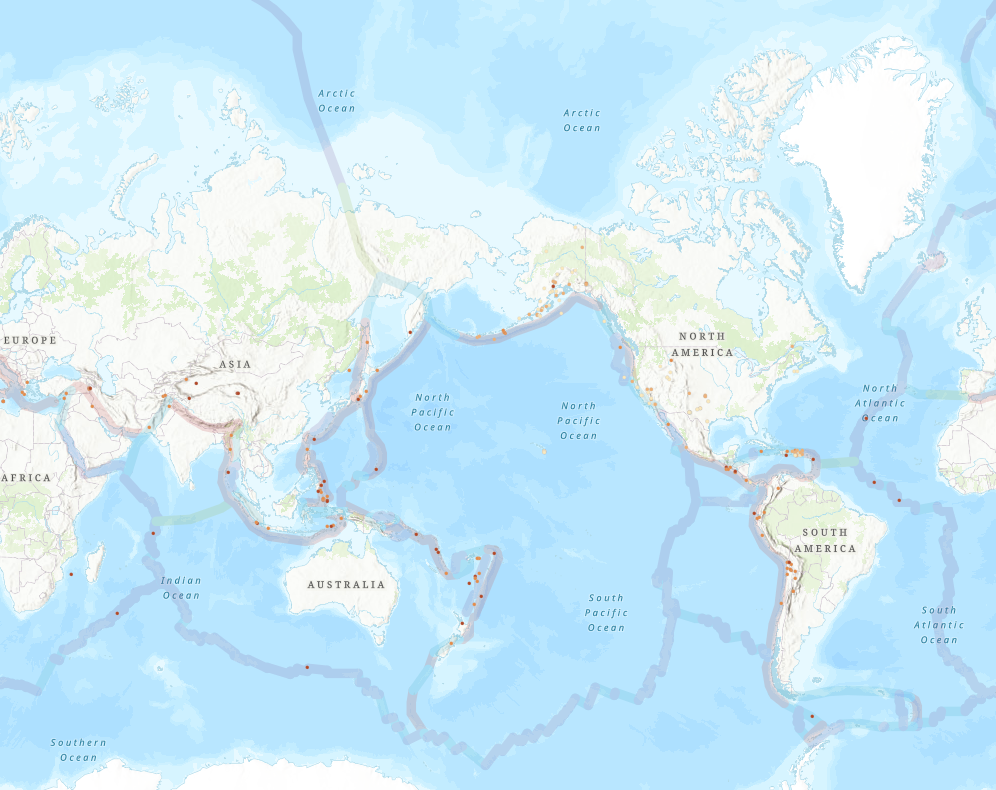 Arctic
Ocean
Arctic
Ocean
EUROPE
ASIA
NORTH
AMERICA
North
Pacific
Ocean
North
Pacific
Ocean
North
Atlantic
Ocean
AFRICA
SOUTH
AMERICA
AUSTRALIA
Indian
Ocean
South
Pacific
Ocean
South
Atlantic
Ocean
Southern
Ocean